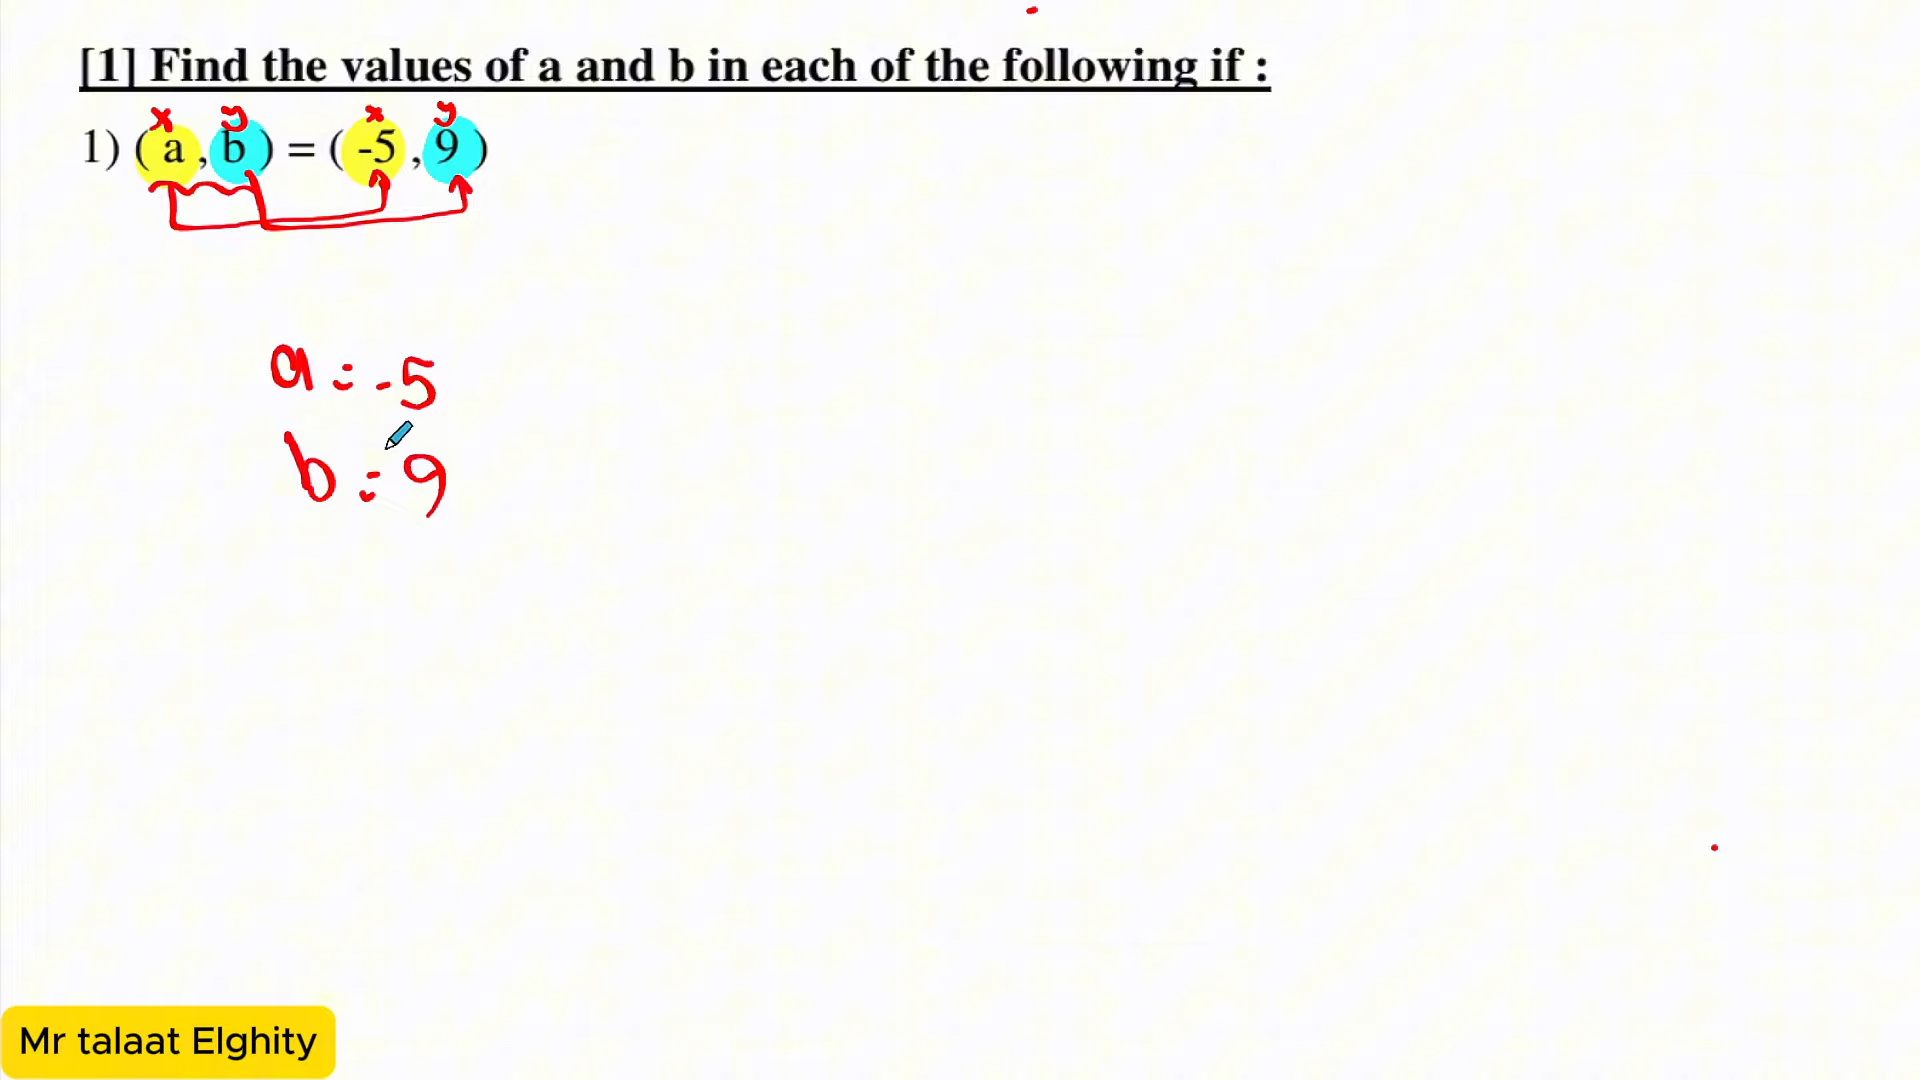 [1] Find the values of a and b in each of the following if :
x y x y
1) ( a , b ) = ( -5 , 9 )
a = -5
b = 9
Mr talaat Elghity